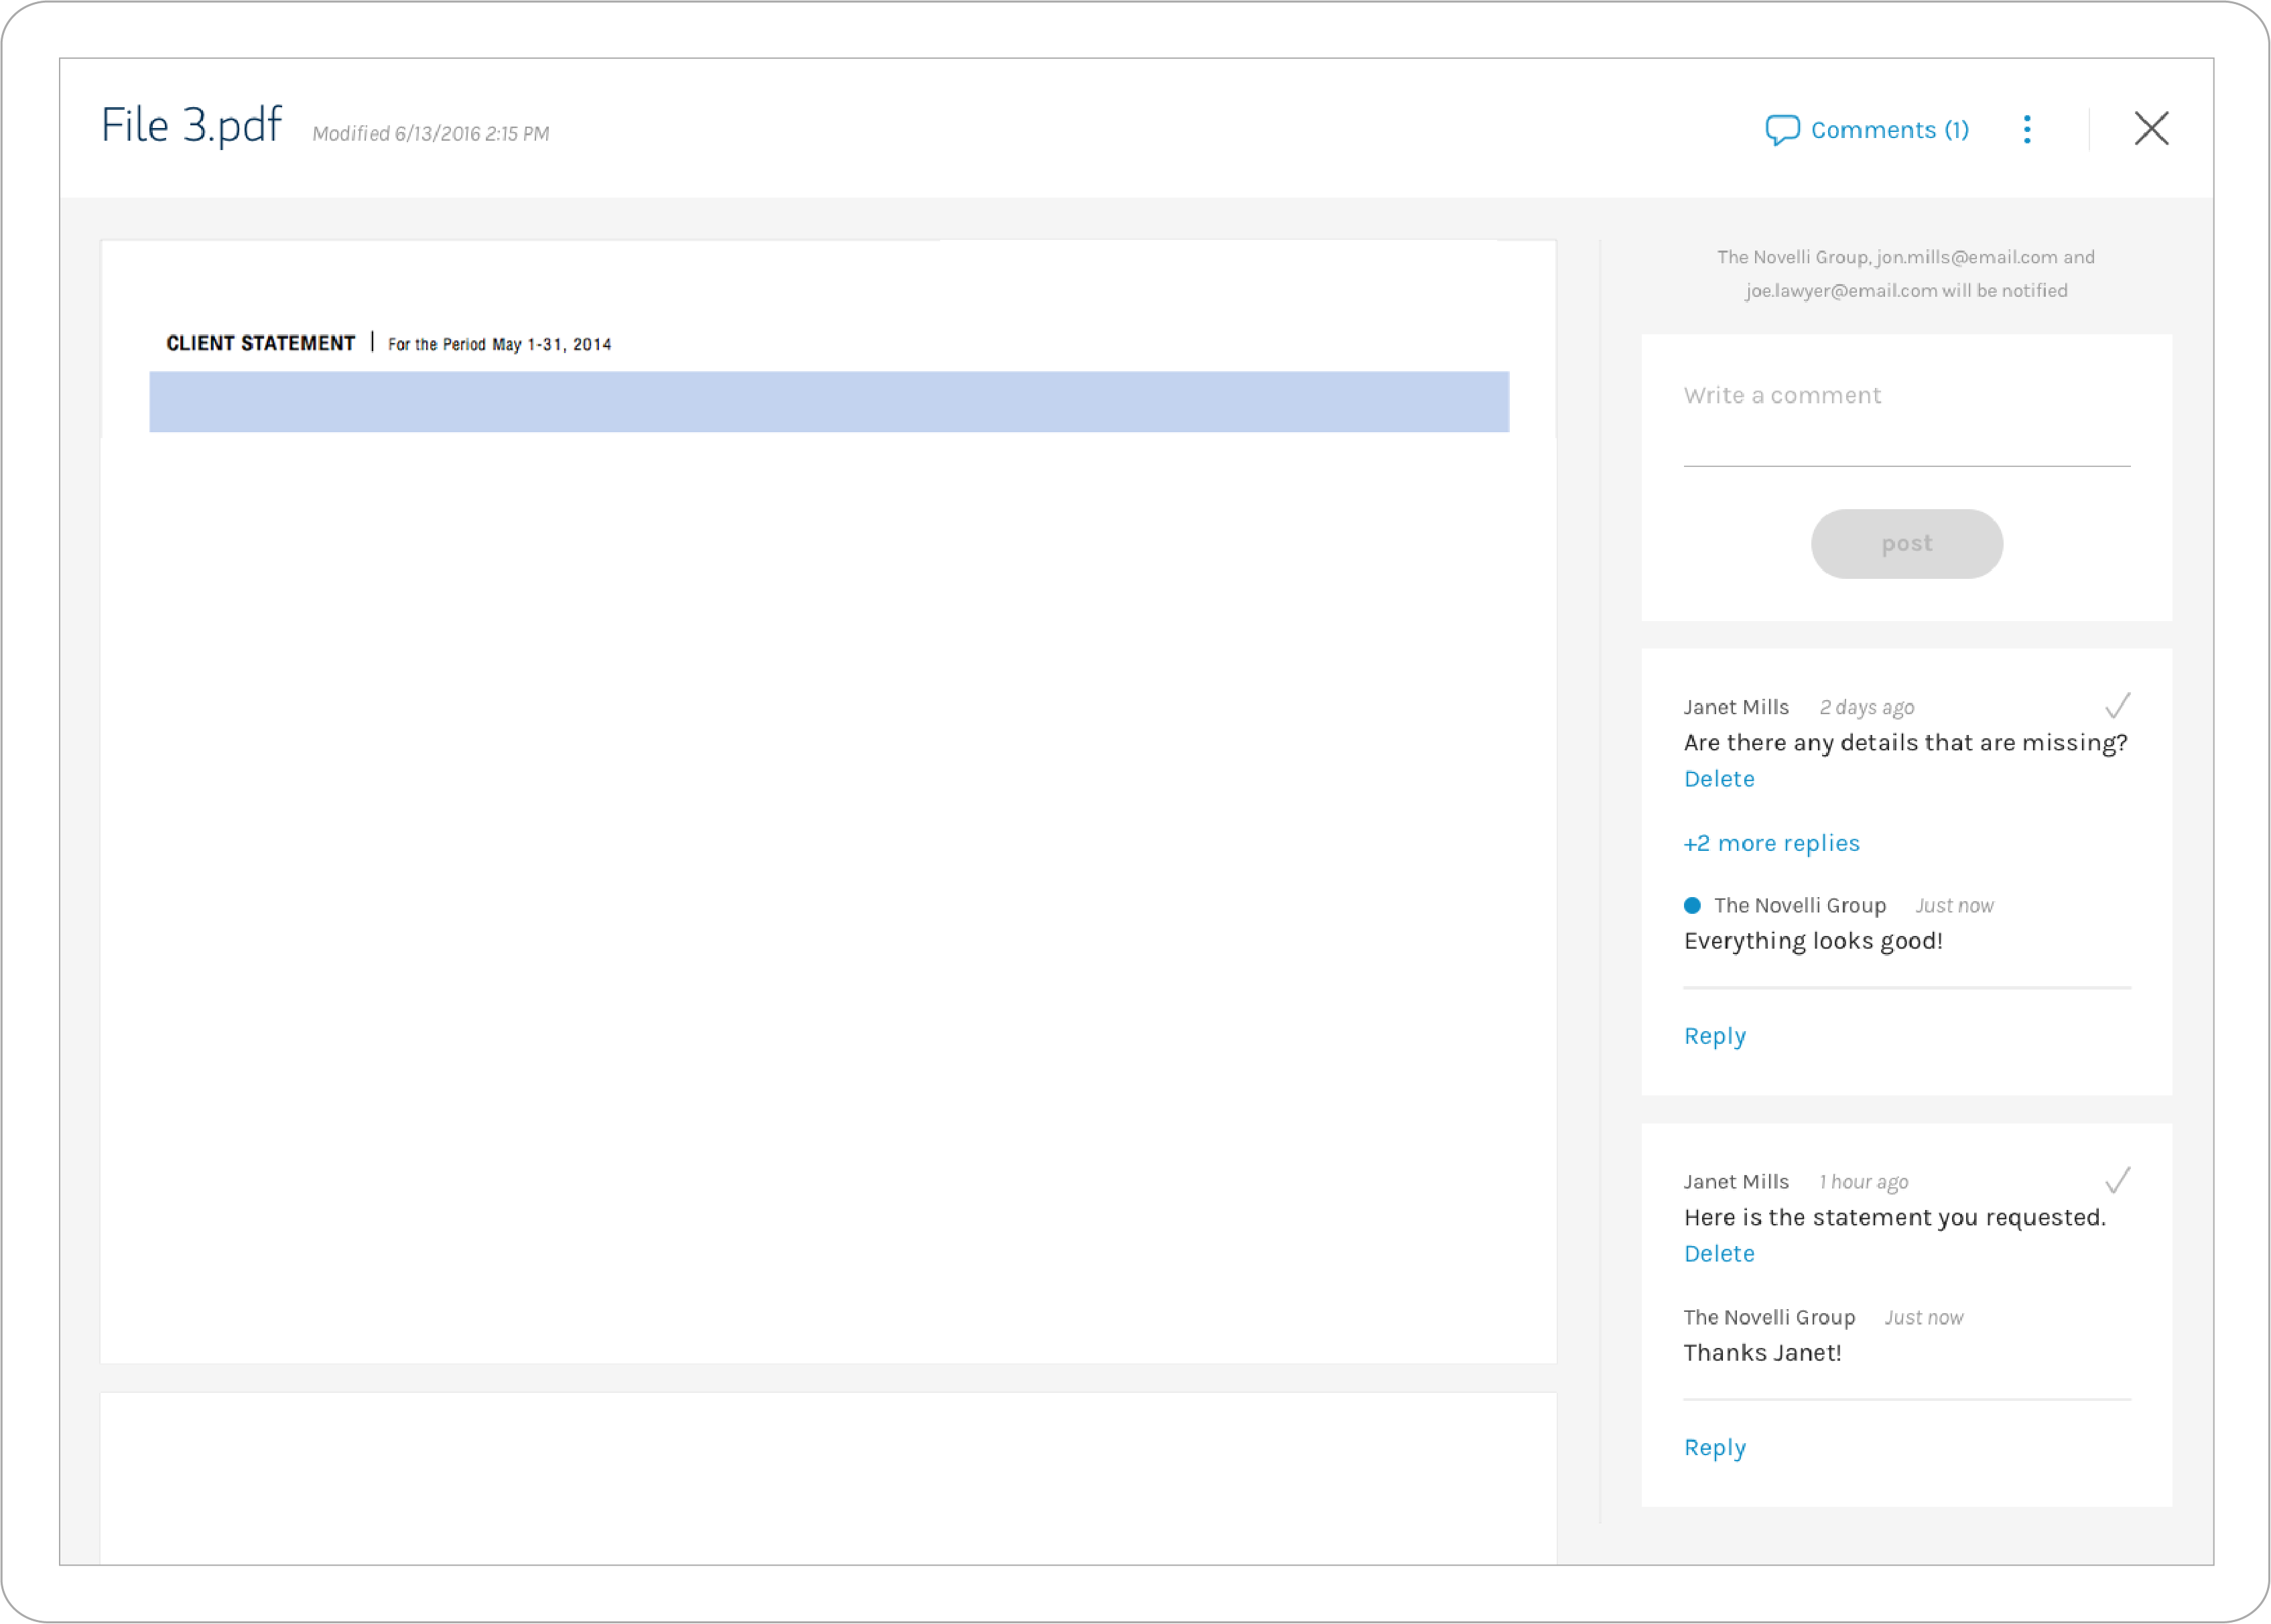 File 3.pdf Modified 6/13/2016 2:15 PM
Comments (1)
CLIENT STATEMENT | For the Period May 1-31, 2014
The Novelli Group, jon.mills@email.com and
joe.lawyer@email.com will be notified
Write a comment
post
Janet Mills 2 days ago
Are there any details that are missing?
Delete
+2 more replies
The Novelli Group Just now
Everything looks good!
Reply
Janet Mills 1 hour ago
Here is the statement you requested.
Delete
The Novelli Group Just now
Thanks Janet!
Reply